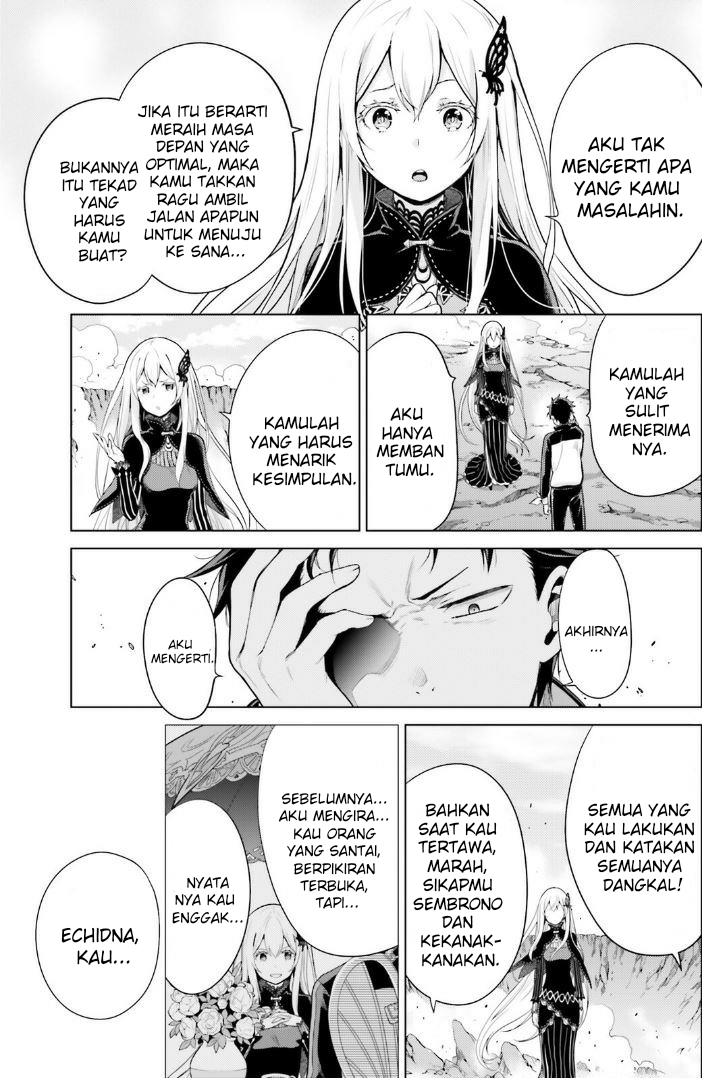 AKU TAK
MENGERTI APA
YANG KAMU
MASALAHIN.
JIKA ITU BERARTI
MERAIH MASA
DEPAN YANG
OPTIMAL, MAKA
KAMU TAKKAN
RAGU AMBIL
JALAN APAPUN
UNTUK MENUJU
KE SANA...
BUKANNYA
ITU TEKAD
YANG
HARUS
KAMU
BUAT?
KAMULAH
YANG
SULIT
MENERIMA
NYA.
AKU
HANYA
MEMBAN
TUMU.
KAMULAH
YANG HARUS
MENARIK
KESIMPULAN.
AKHIRNYA
...
AKU
MENGERTI.
SEMUA YANG
KAU LAKUKAN
DAN KATAKAN
SEMUANYA
DANGKAL!
BAHKAN
SAAT KAU
TERTAWA,
MARAH,
SIKAPMU
SEMBRONO
DAN
KEKANAK-
KANAKAN.
SEBELUMNYA...
AKU MENGIRA...
KAU ORANG
YANG SANTAI,
BERPIKIRAN
TERBUKA,
TAPI...
NYATA
NYA KAU
ENGGAK...
ECHIDNA,
KAU...